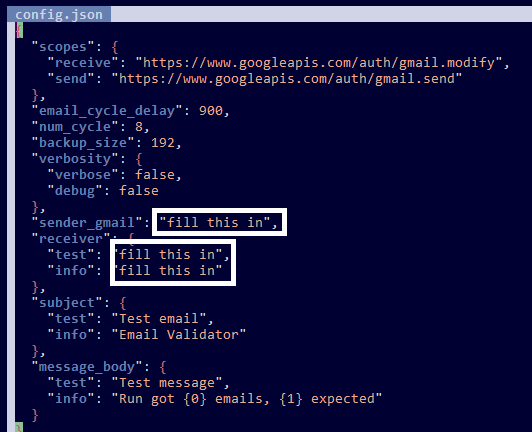 config.json
{
"scopes": {
"receive": "https://www.googleapis.com/auth/gmail.modify",
"send": "https://www.googleapis.com/auth/gmail.send"
},
"email_cycle_delay": 900,
"num_cycle": 8,
"backup_size": 192,
"verbosity": {
"verbose": false,
"debug": false
},
"sender_gmail": "fill this in",
"receiver": {
"test": "fill this in",
"info": "fill this in"
},
"subject": {
"test": "Test email",
"info": "Email Validator"
},
"message_body": {
"test": "Test message",
"info": "Run got {0} emails, {1} expected"
}
}